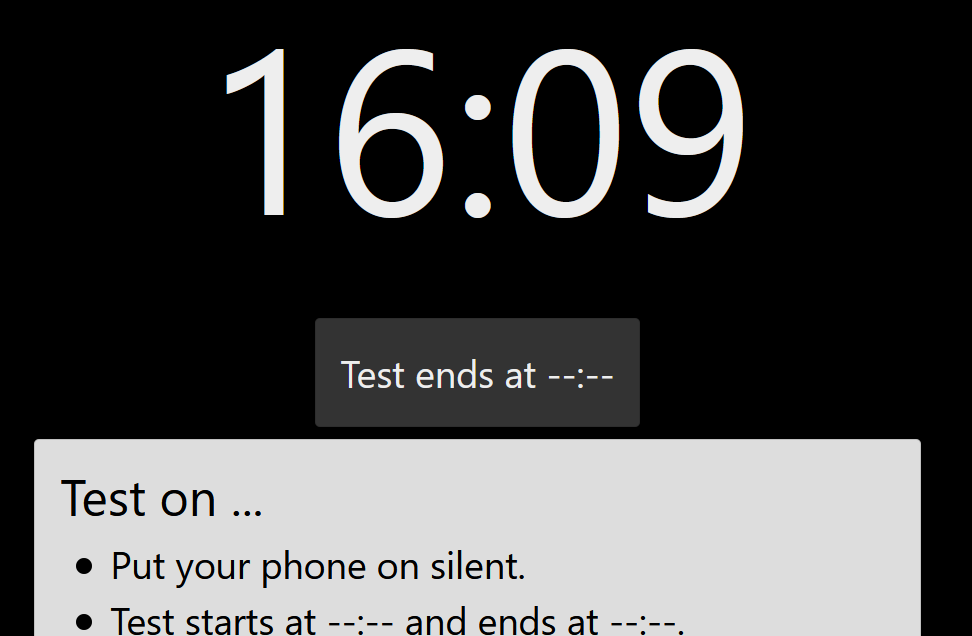 16:09
Test ends at --:--
Test on ...
Put your phone on silent.
Test starts at --:-- and ends at --:--.